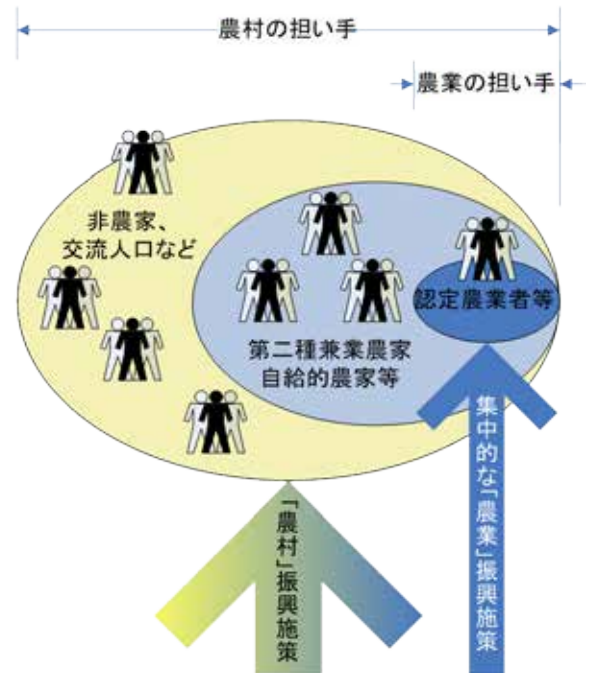 農村の担い手
農業の担い手
非農家、
交流人口など
認定農業者等
第二種兼業農家
自給的農家等
「農村」振興施策
集中的な「農業」振興施策